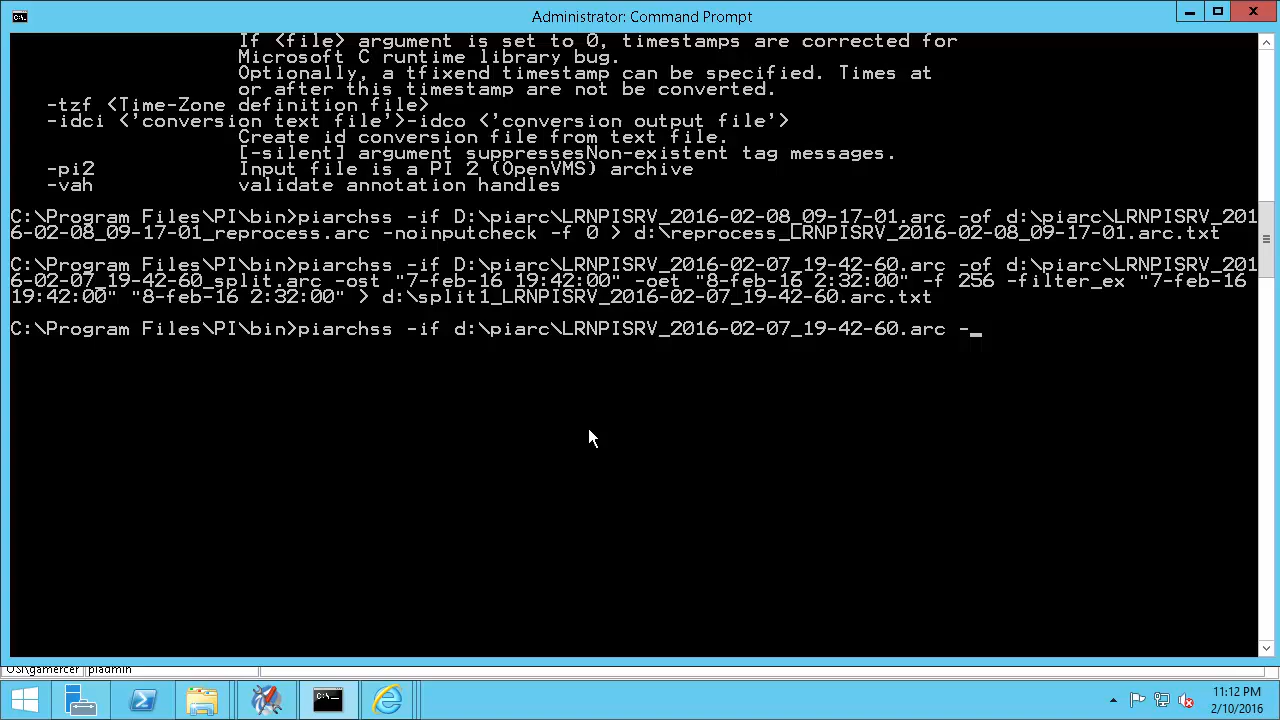 Administrator: Command Prompt
If <file> argument is set to 0, timestamps are corrected for
Microsoft C runtime library bug.
Optionally, a tfixend timestamp can be specified. Times at
or after this timestamp are not be converted.
-tzf <Time-Zone definition file>
-idci <'conversion text file'>-idco <'conversion output file'>
Create id conversion file from text file.
[-silent] argument suppressesNon-existent tag messages.
-pi2 Input file is a PI 2 (OpenVMS) archive
-vah validate annotation handles
C:\Program Files\PI\bin>piarchss -if D:\piarc\LRNPISRV_2016-02-08_09-17-01.arc -of d:\piarc\LRNPISRV_201
6-02-08_09-17-01_reprocess.arc -noinputcheck -f 0 > d:\reprocess_LRNPISRV_2016-02-08_09-17-01.arc.txt
C:\Program Files\PI\bin>piarchss -if D:\piarc\LRNPISRV_2016-02-07_19-42-60.arc -of d:\piarc\LRNPISRV_201
6-02-07_19-42-60_split.arc -ost "7-feb-16 19:42:00" -oet "8-feb-16 2:32:00" -f 256 -filter_ex "7-feb-16
19:42:00" "8-feb-16 2:32:00" > d:\split1_LRNPISRV_2016-02-07_19-42-60.arc.txt
C:\Program Files\PI\bin>piarchss -if d:\piarc\LRNPISRV_2016-02-07_19-42-60.arc -_
OSI\gamercer piadmin
11:12 PM
2/10/2016